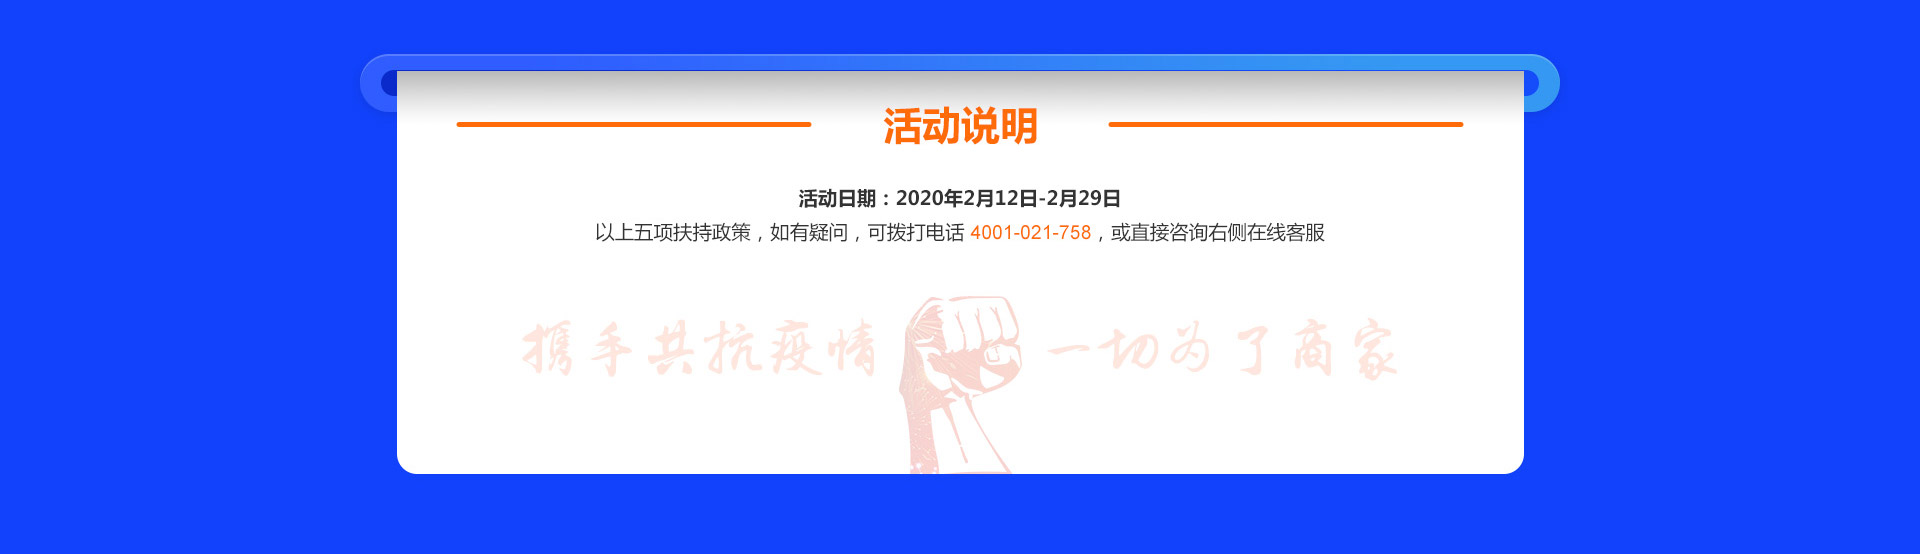 活动说明
活动日期：2020年2月12日-2月29日
以上五项扶持政策，如有疑问，可拨打电话 4001-021-758，或直接咨询右侧在线客服
携手共抗疫情 一切为了商家